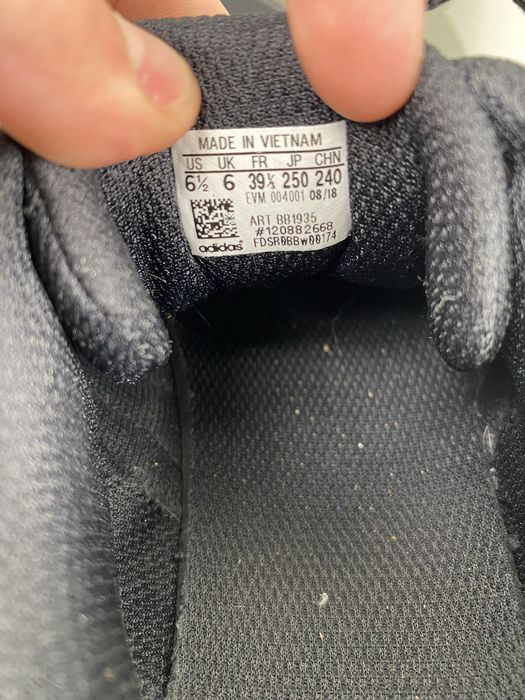 MADE IN VIETNAM
US UK FR JP CHN
6½ 6 39⅓ 250 240
EVM 004001 08/18
ART BB1935
#120882668
adidas FDSR0BBW00174